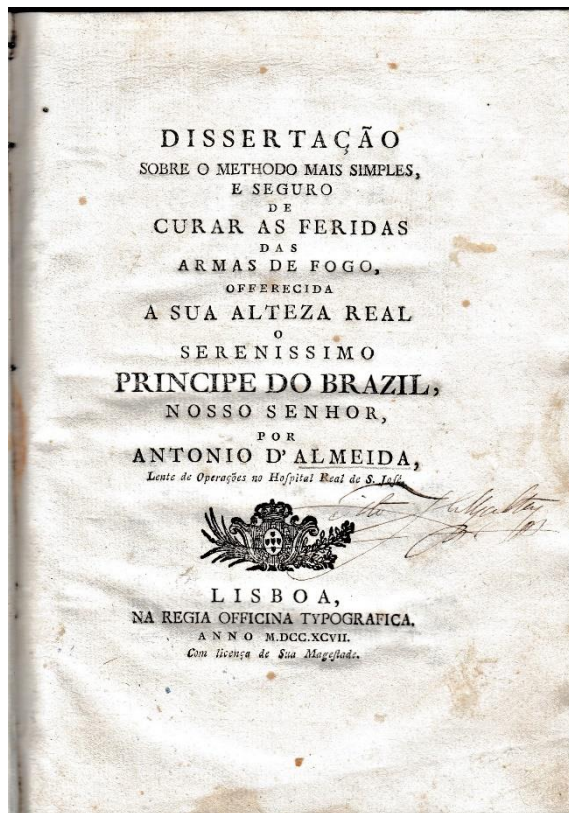 DISSERTAÇÃO
SOBRE O METHODO MAIS SIMPLES,
E SEGURO
DE
CURAR AS FERIDAS
DAS
ARMAS DE FOGO,
OFFERECIDA
A SUA ALTEZA REAL
O
SERENISSIMO
PRINCIPE DO BRAZIL,
NOSSO SENHOR,
POR
ANTONIO D' ALMEIDA,
Lente de Operações no Hoſpital Real de S. Joſé.
LISBOA,
NA REGIA OFFICINA TYPOGRAFICA.
ANNO M.DCC.XCVII.
Com licença de Sua Mageſtade.